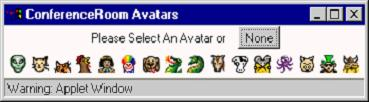 ConferenceRoom Avatars
Please Select An Avatar or None
Warning: Applet Window